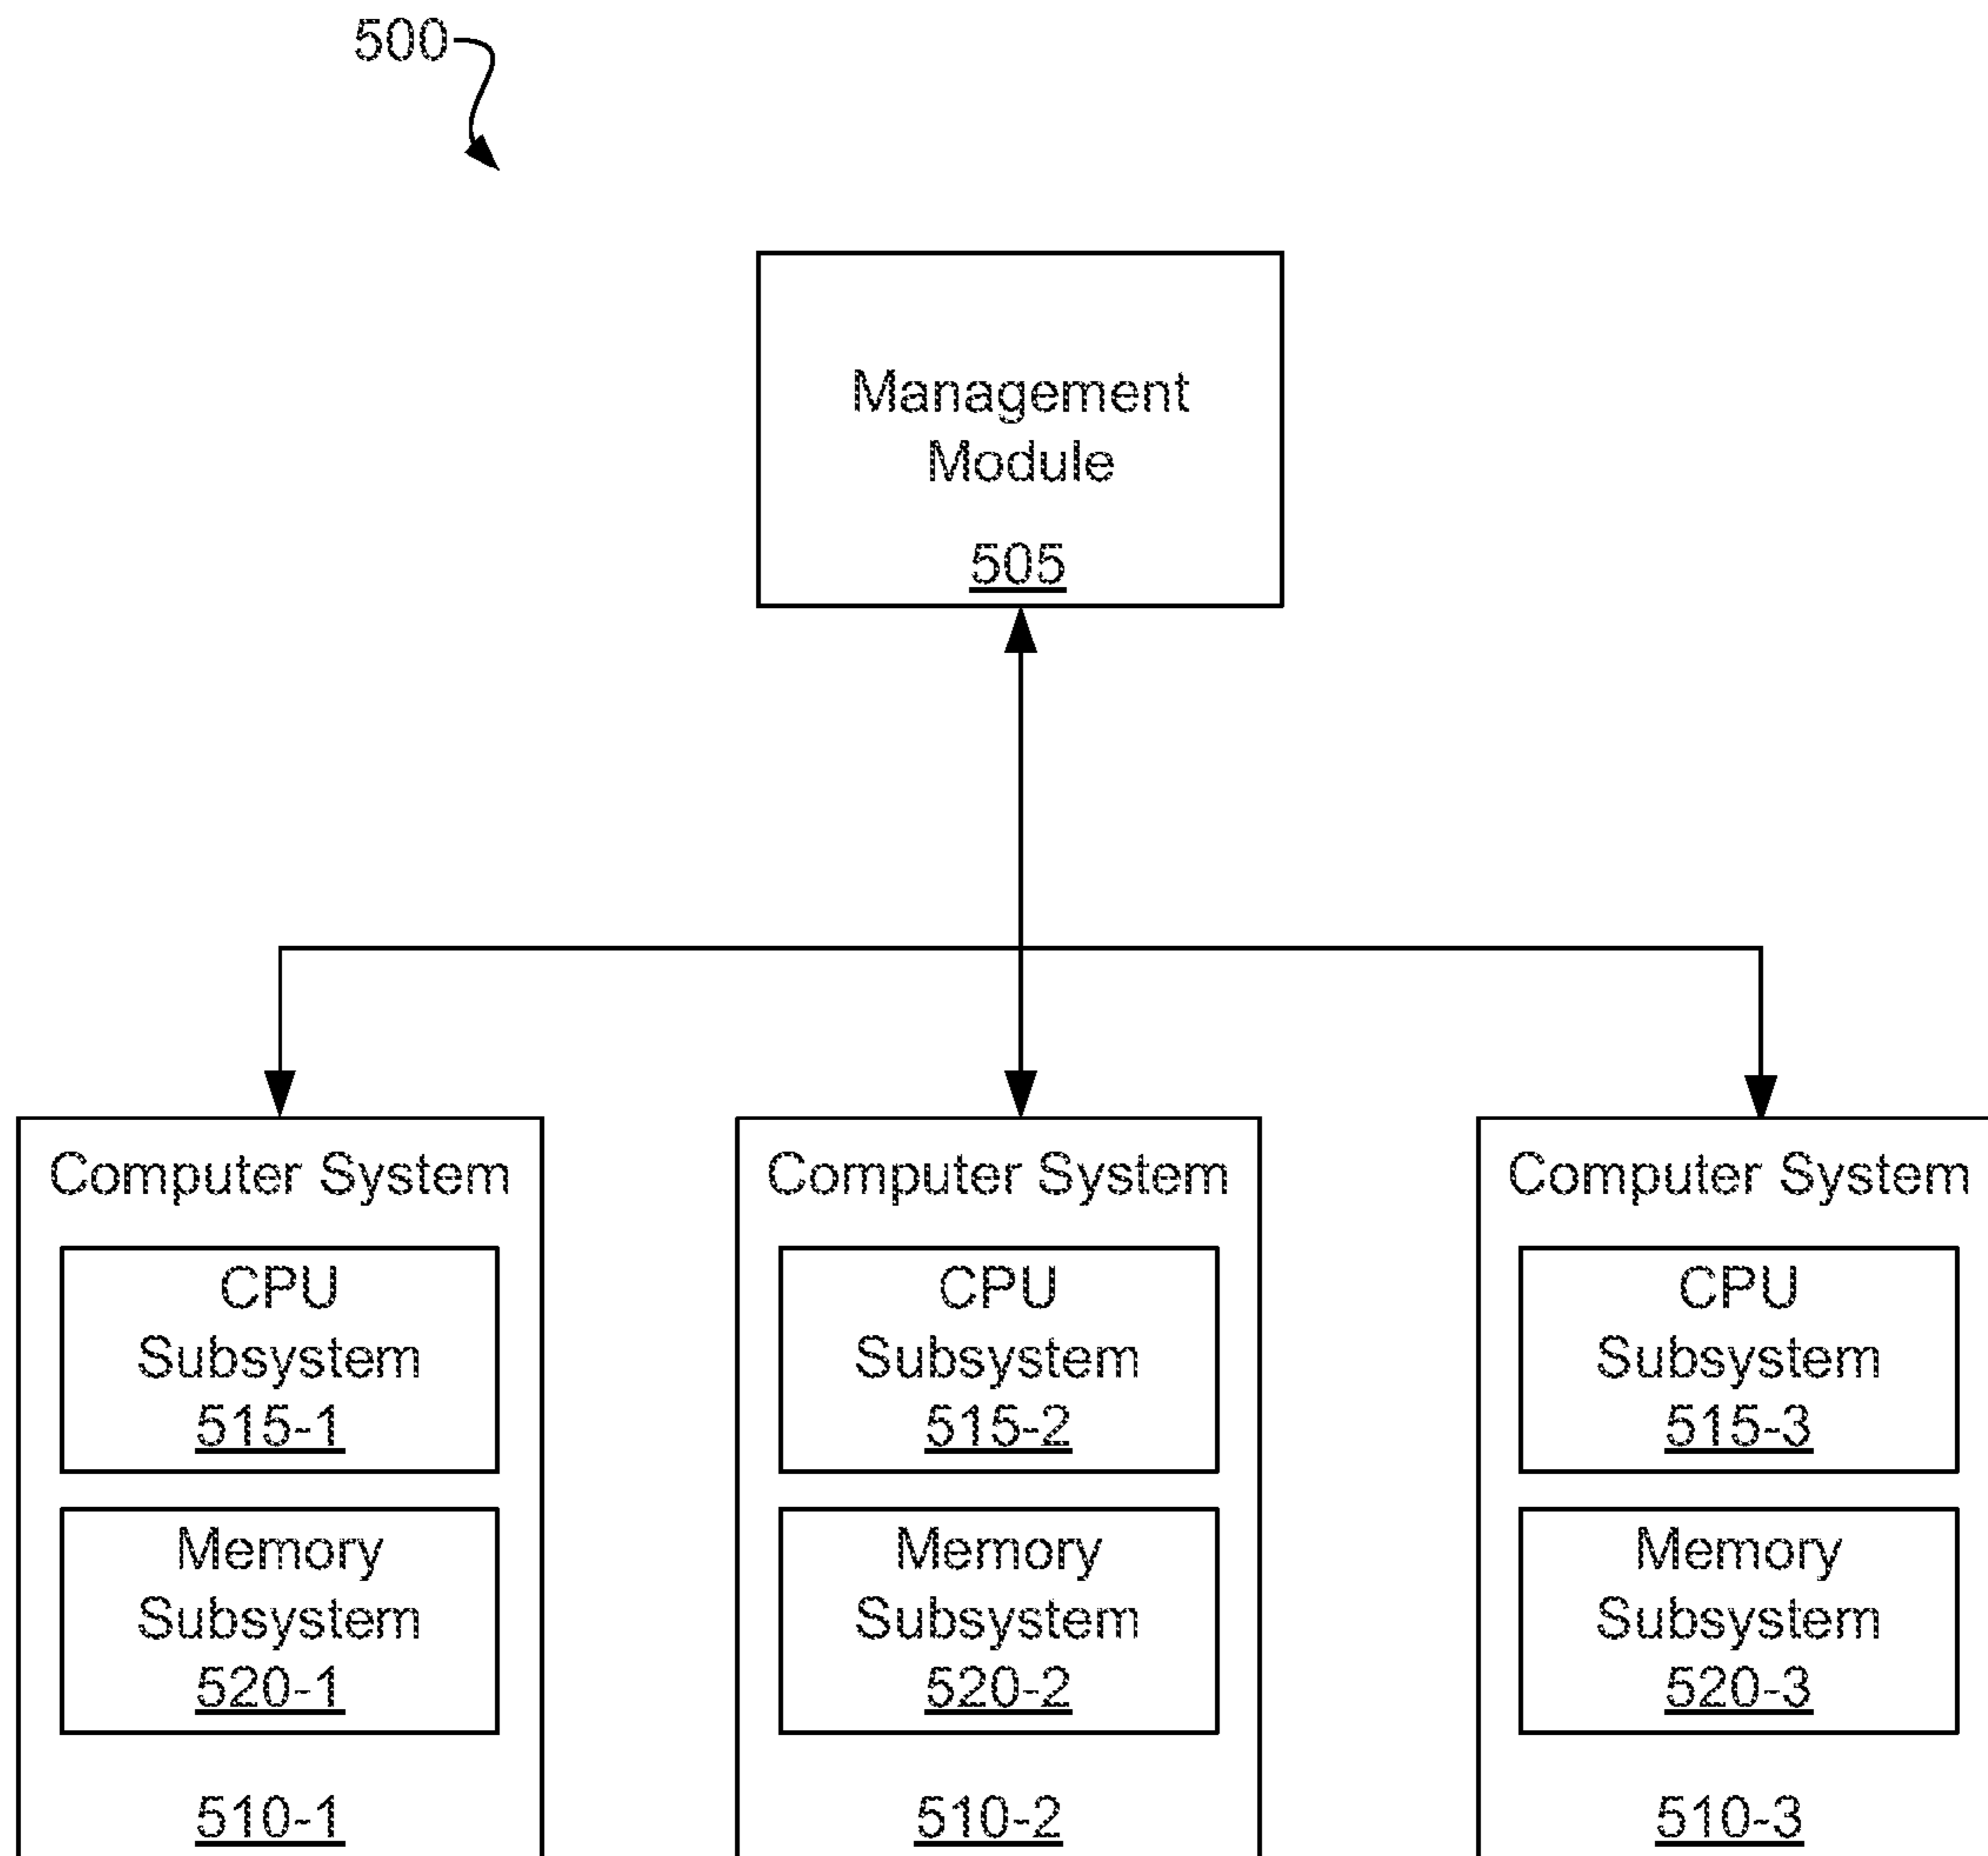 500
Management
Module
505
Computer System
CPU
Subsystem
515-1
Memory
Subsystem
520-1
510-1
Computer System
CPU
Subsystem
515-2
Memory
Subsystem
520-2
510-2
Computer System
CPU
Subsystem
515-3
Memory
Subsystem
520-3
510-3